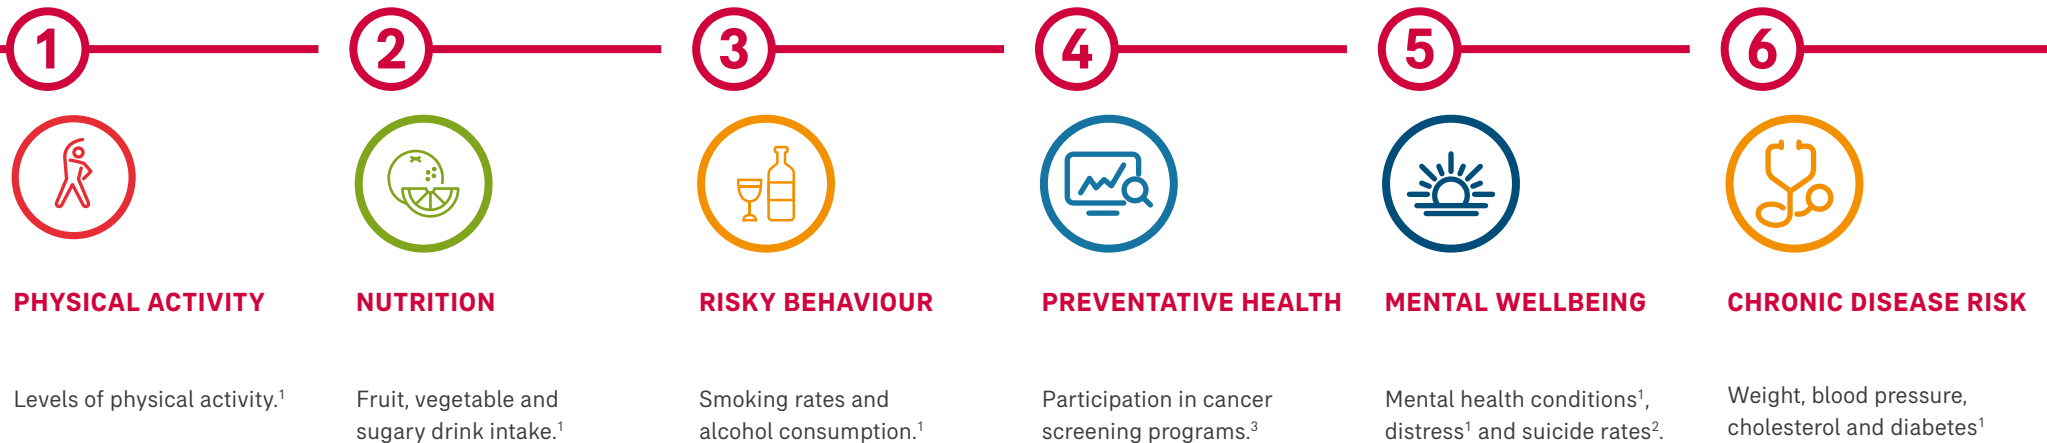 1
PHYSICAL ACTIVITY
Levels of physical activity.¹
2
NUTRITION
Fruit, vegetable and
sugary drink intake.¹
3
RISKY BEHAVIOUR
Smoking rates and
alcohol consumption.¹
4
PREVENTATIVE HEALTH
Participation in cancer
screening programs.³
5
MENTAL WELLBEING
Mental health conditions¹,
distress¹ and suicide rates².
6
CHRONIC DISEASE RISK
Weight, blood pressure,
cholesterol and diabetes¹